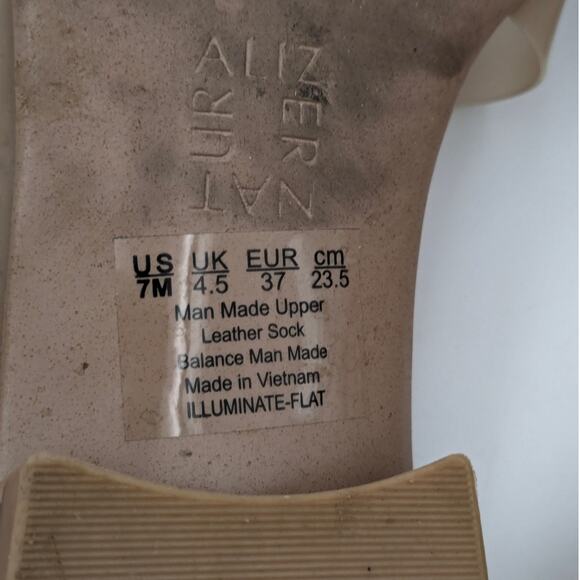 NATURALIZER
US UK EUR cm
7M 4.5 37 23.5
Man Made Upper
Leather Sock
Balance Man Made
Made in Vietnam
ILLUMINATE-FLAT